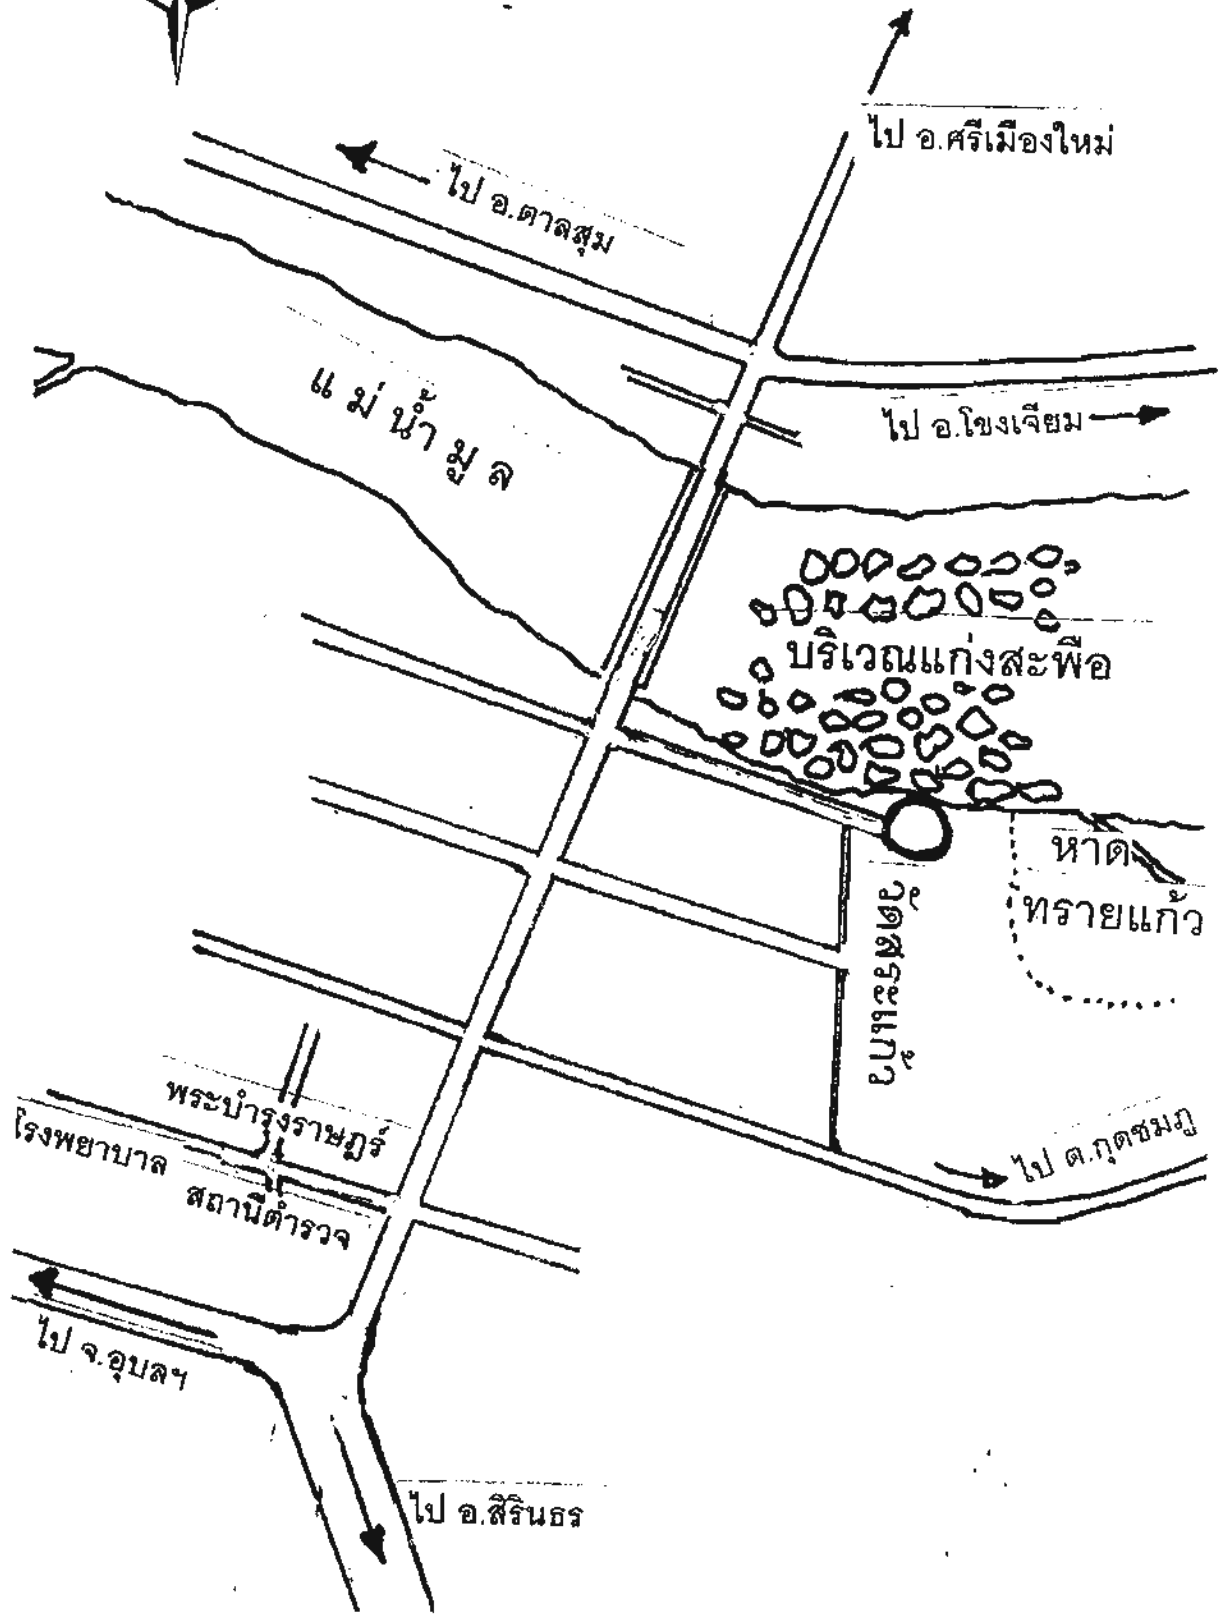 ไป อ.ศรีเมืองใหม่
ไป อ.ตาลสุม
แม่น้ำมูล
ไป อ.โขงเจียม
บริเวณแก่งสะพือ
หาด
ทรายแก้ว
วัดสระแก้ว
พระบำรุงราษฎร์
โรงพยาบาล
สถานีตำรวจ
ไป ต.กุดชมภู
ไป จ.อุบลฯ
ไป อ.สิรินธร